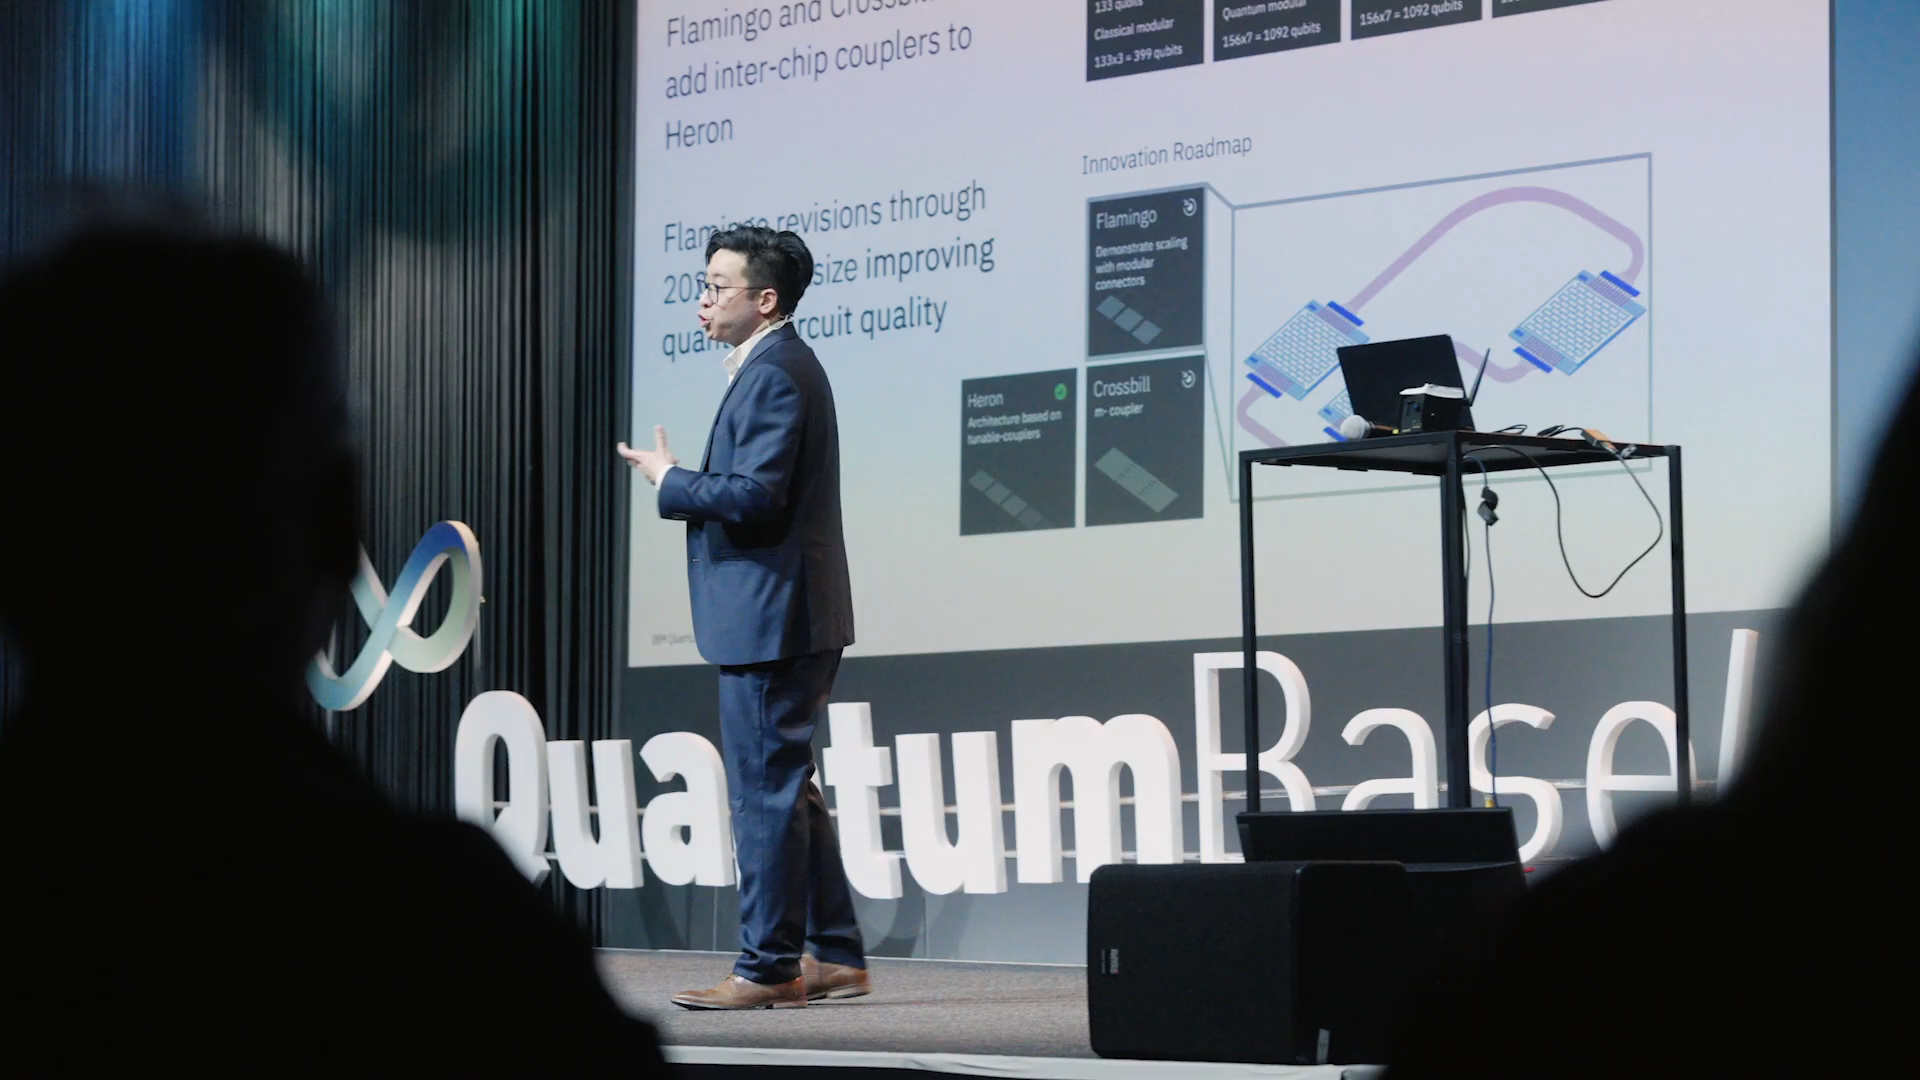 Flamingo and Crossbill
add inter-chip couplers to
Heron
Flamingo revisions through
size improving
circuit quality
133 qubits
Classical modular
133x3 = 399 qubits
Quantum modular
156x7 = 1092 qubits
156x7 = 1092 qubits
Innovation Roadmap
Flamingo
Demonstrate scaling
with modular
connectors
Heron
Architecture based on
tunable-couplers
Crossbill
m- coupler
IBM Quantum
QuantumBasel